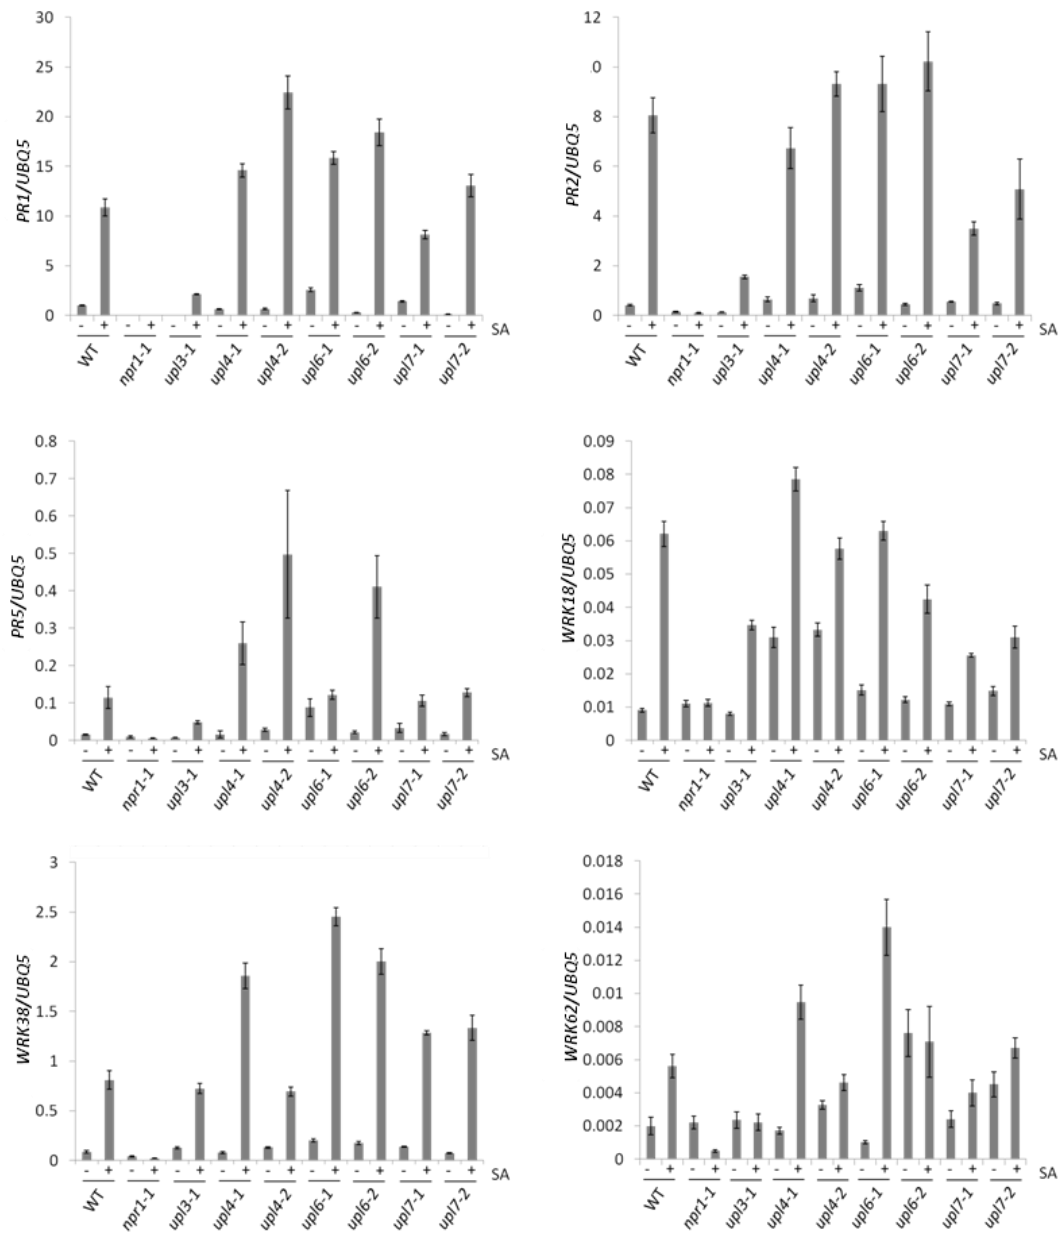 30
25
20
15
10
5
0
PR1/UBQ5
- + - + - + - + - + - + - + - + - + SA
WT npr1-1 upl3-1 upl4-1 upl4-2 upl6-1 upl6-2 upl7-1 upl7-2
12
0
8
6
4
2
0
PR2/UBQ5
- + - + - + - + - + - + - + - + - + SA
WT npr1-1 upl3-1 upl4-1 upl4-2 upl6-1 upl6-2 upl7-1 upl7-2
0.8
0.7
0.6
0.5
0.4
0.3
0.2
0.1
0
PR5/UBQ5
- + - + - + - + - + - + - + - + - + SA
WT npr1-1 upl3-1 upl4-1 upl4-2 upl6-1 upl6-2 upl7-1 upl7-2
0.09
0.08
0.07
0.06
0.05
0.04
0.03
0.02
0.01
0
WRK18/UBQ5
- + - + - + - + - + - + - + - + - + SA
WT npr1-1 upl3-1 upl4-1 upl4-2 upl6-1 upl6-2 upl7-1 upl7-2
3
2.5
2
1.5
1
0.5
0
WRK38/UBQ5
- + - + - + - + - + - + - + - + - + SA
WT npr1-1 upl3-1 upl4-1 upl4-2 upl6-1 upl6-2 upl7-1 upl7-2
0.018
0.016
0.014
0.012
0.01
0.008
0.006
0.004
0.002
0
WRK62/UBQ5
- + - + - + - + - + - + - + - + - + SA
WT npr1-1 upl3-1 upl4-1 upl4-2 upl6-1 upl6-2 upl7-1 upl7-2